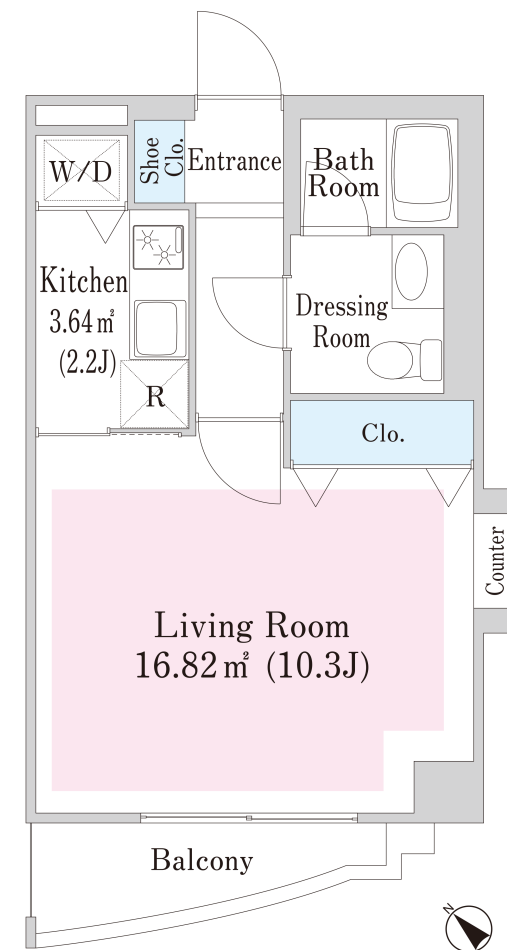 W/D
Shoe
Clo.
Entrance
Bath
Room
Kitchen
3.64㎡
(2.2J)
R
Dressing
Room
Clo.
Counter
Living Room
16.82㎡ (10.3J)
Balcony
N